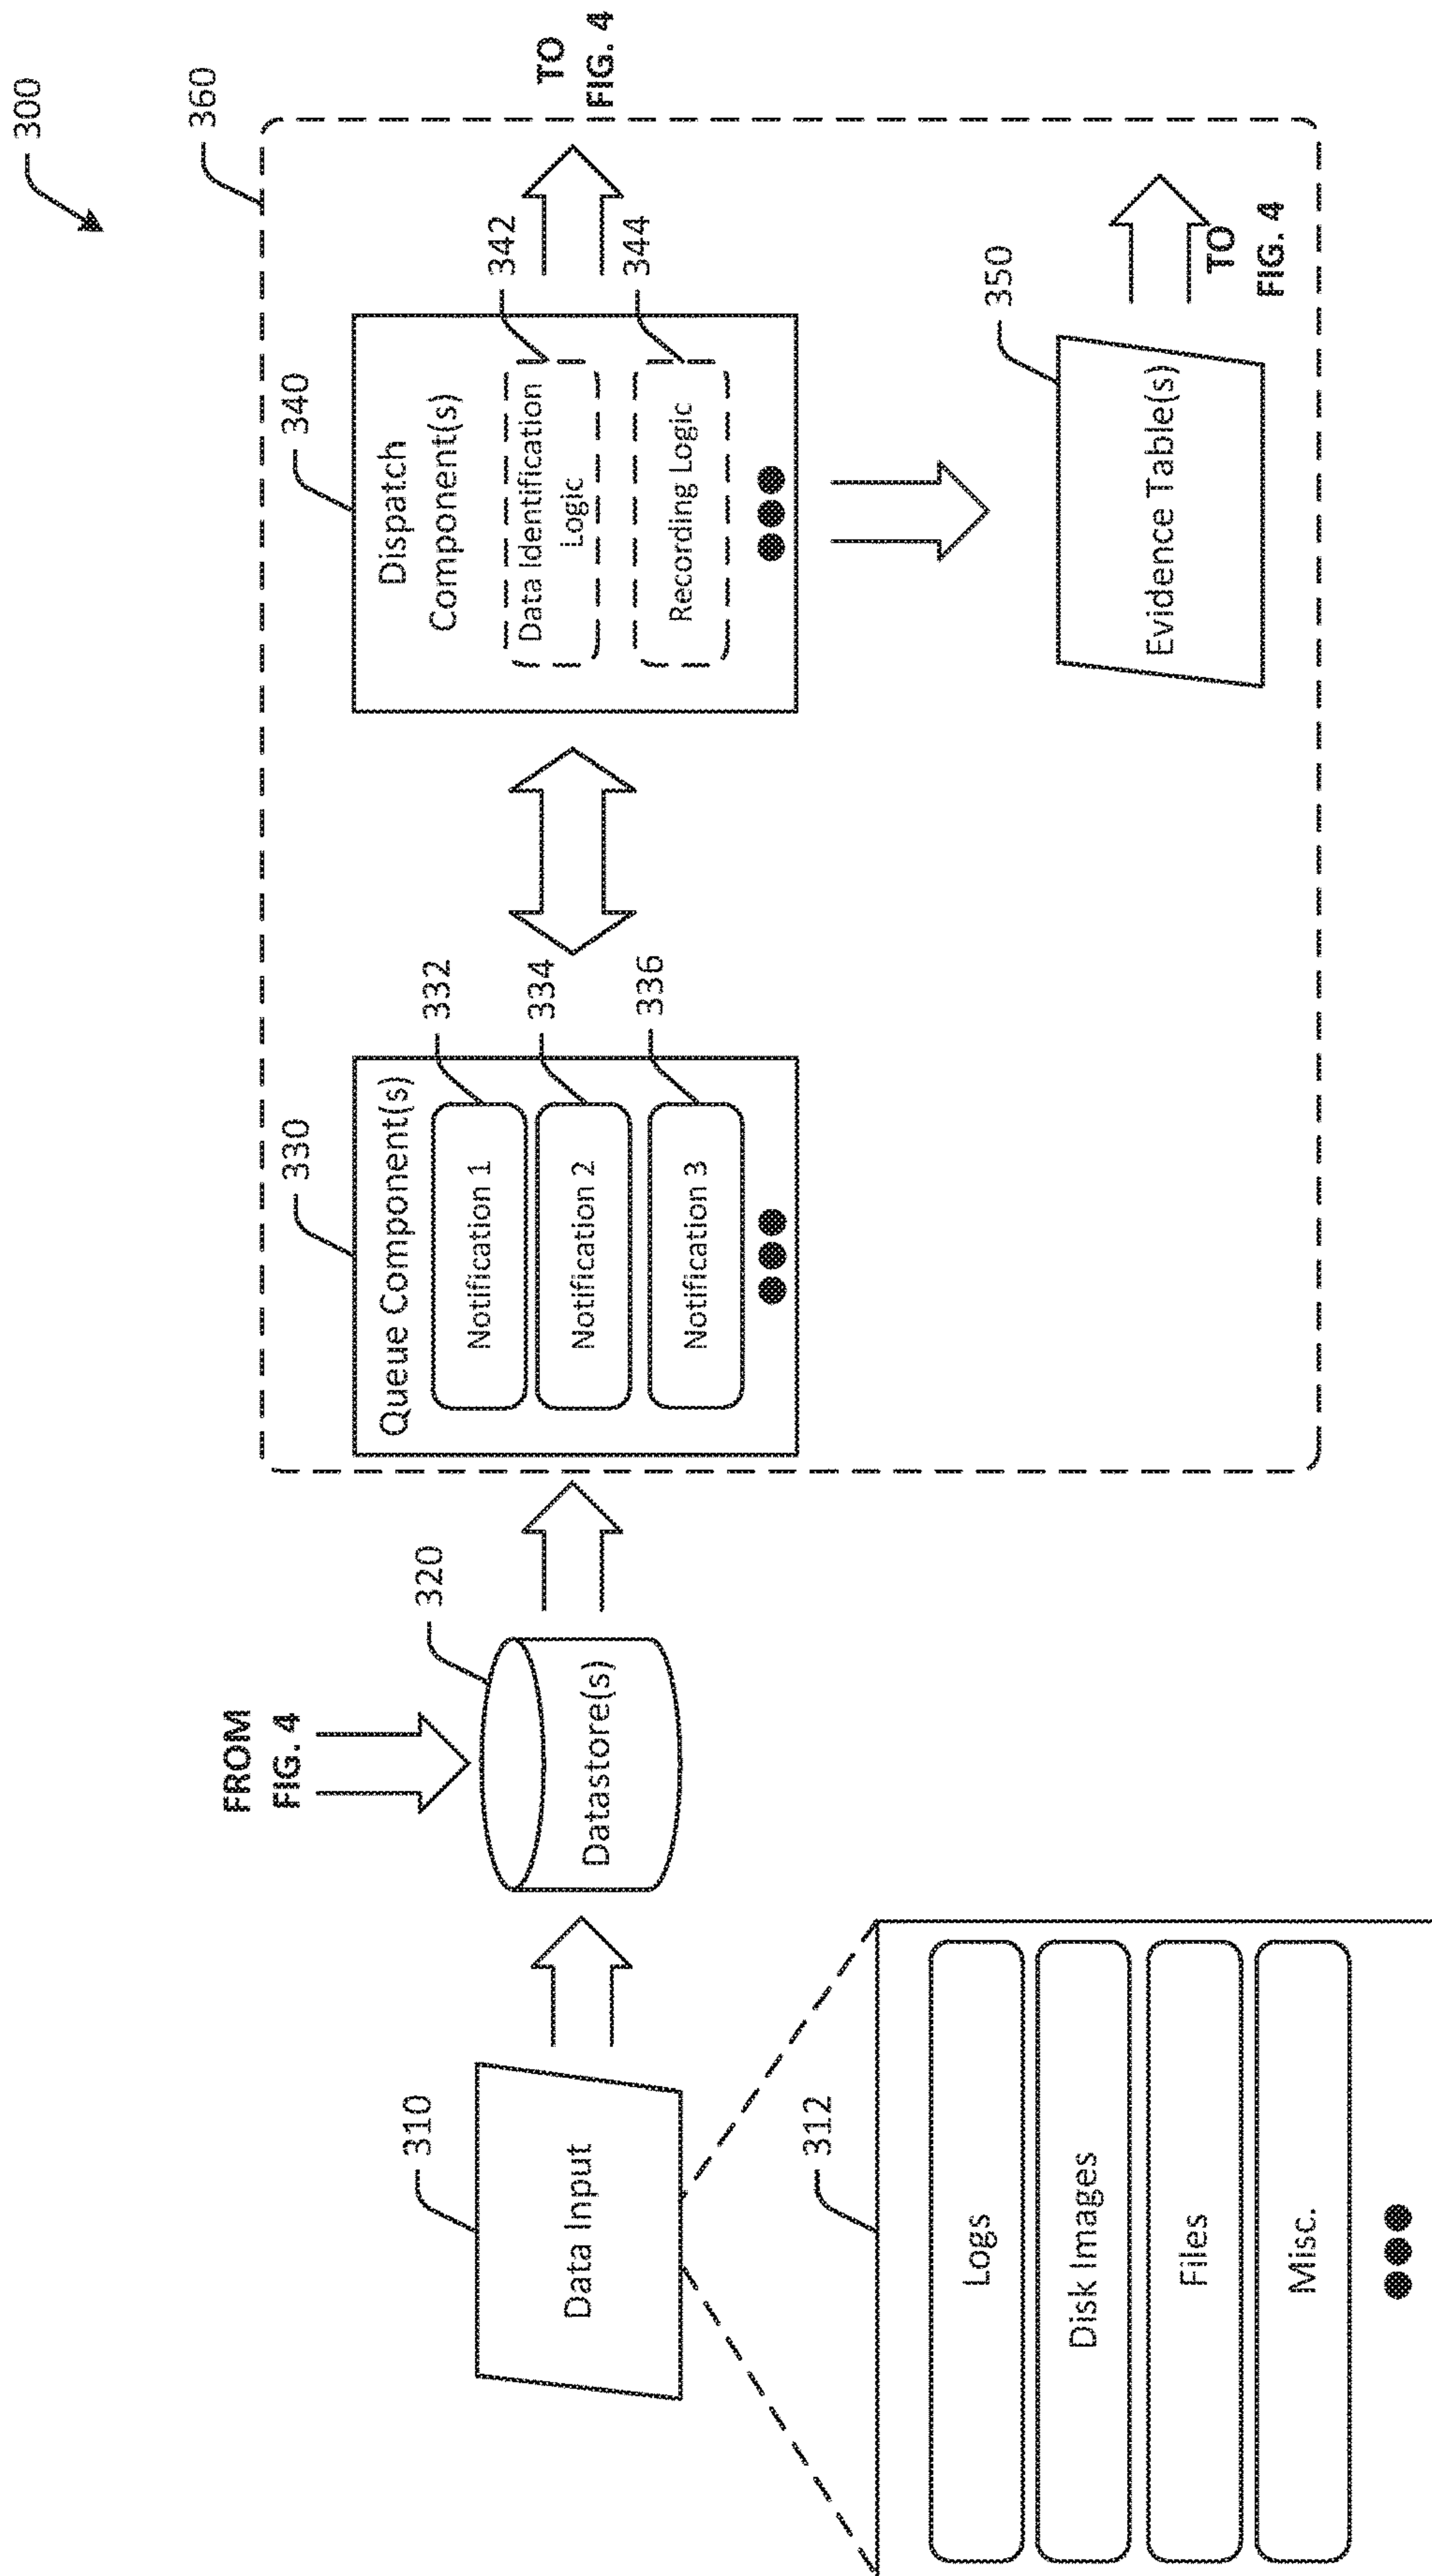 300
360
FROM
FIG. 4
310
Data Input
320
Datastore(s)
330
Queue Component(s)
332
Notification 1
334
Notification 2
336
Notification 3
340
Dispatch
Component(s)
342
Data Identification
Logic
344
Recording Logic
TO
FIG. 4
350
Evidence Table(s)
TO
FIG. 4
312
Logs
Disk Images
Files
Misc.